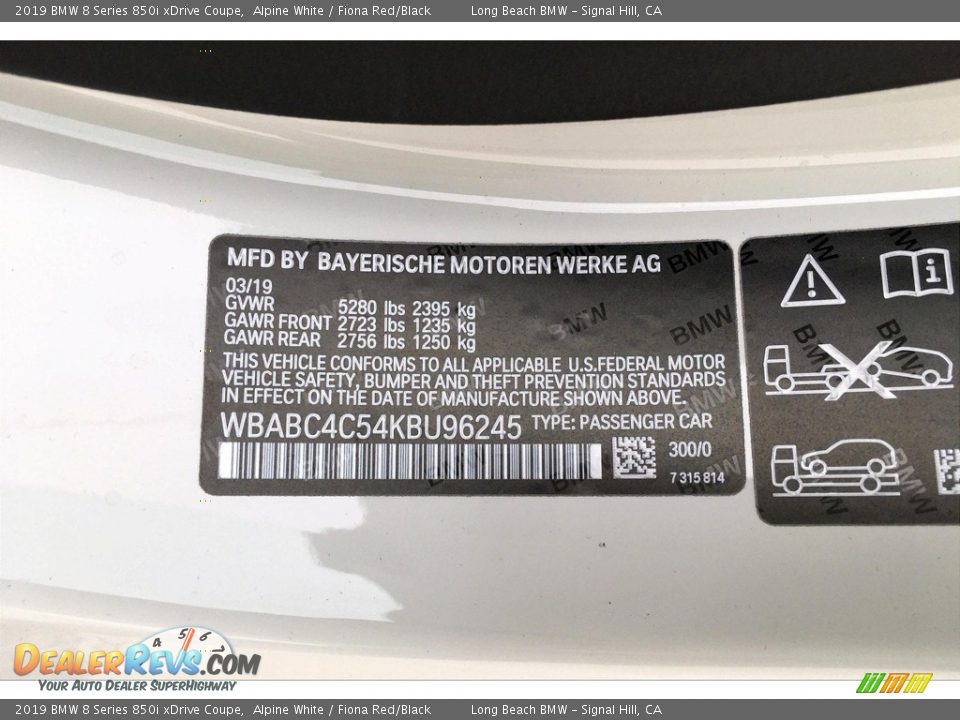 2019 BMW 8 Series 850i xDrive Coupe,  Alpine White / Fiona Red/Black        Long Beach BMW - Signal Hill, CA
MFD BY BAYERISCHE MOTOREN WERKE AG
03/19
GVWR 5280 lbs 2395 kg
GAWR FRONT 2723 lbs 1235 kg
GAWR REAR 2756 lbs 1250 kg
THIS VEHICLE CONFORMS TO ALL APPLICABLE U.S.FEDERAL MOTOR
VEHICLE SAFETY, BUMPER AND THEFT PREVENTION STANDARDS
IN EFFECT ON THE DATE OF MANUFACTURE SHOWN ABOVE.
WBABC4C54KBU96245 TYPE: PASSENGER CAR
300/0
7 315 814
4 5 6
DEALERREVS.COM
YOUR AUTO DEALER SUPERHIGHWAY
2019 BMW 8 Series 850i xDrive Coupe,  Alpine White / Fiona Red/Black        Long Beach BMW - Signal Hill, CA